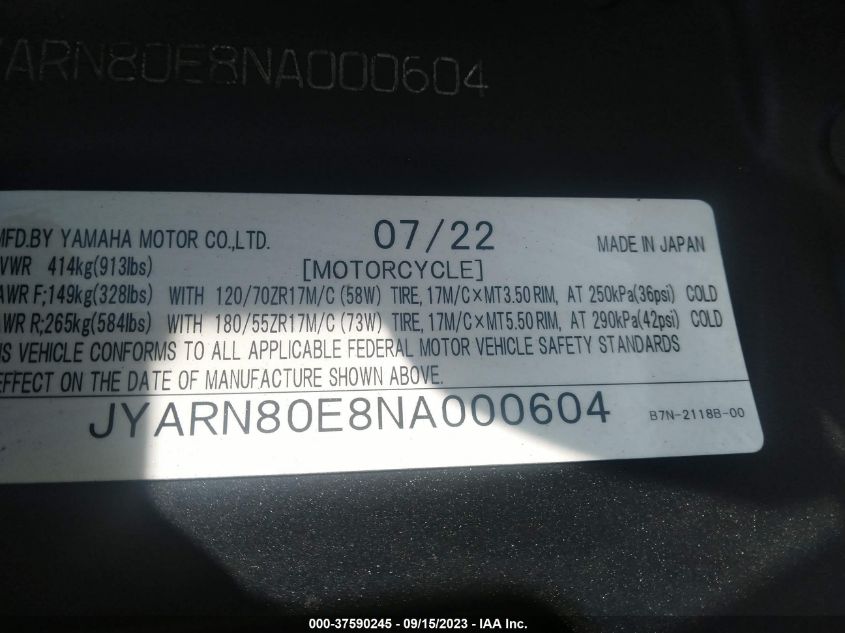 YARN80E8NA000604
MFD.BY YAMAHA MOTOR CO.,LTD. 07/22 MADE IN JAPAN
VWR 414kg(913lbs) [MOTORCYCLE]
AWR F;149kg(328lbs) WITH 120/70ZR17M/C (58W) TIRE, 17M/C×MT3.50 RIM, AT 250kPa(36psi) COLD
AWR R;265kg(584lbs) WITH 180/55ZR17M/C (73W) TIRE, 17M/C×MT5.50 RIM, AT 290kPa(42psi) COLD
IS VEHICLE CONFORMS TO ALL APPLICABLE FEDERAL MOTOR VEHICLE SAFETY STANDARDS
EFFECT ON THE DATE OF MANUFACTURE SHOWN ABOVE.
JYARN80E8NA000604 B7N-2118B-00
000-37590245 - 09/15/2023 - IAA Inc.